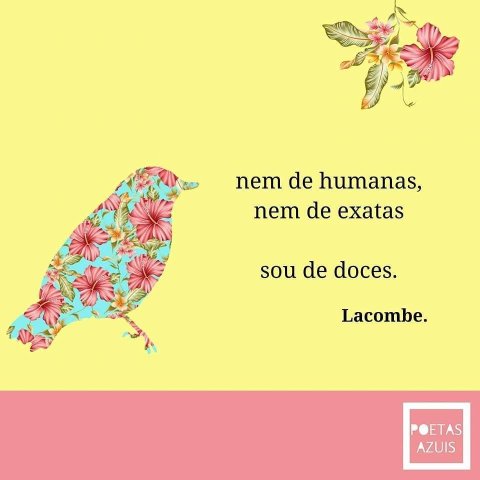 nem de humanas,
nem de exatas
sou de doces.
Lacombe.
POETAS
AZUIS